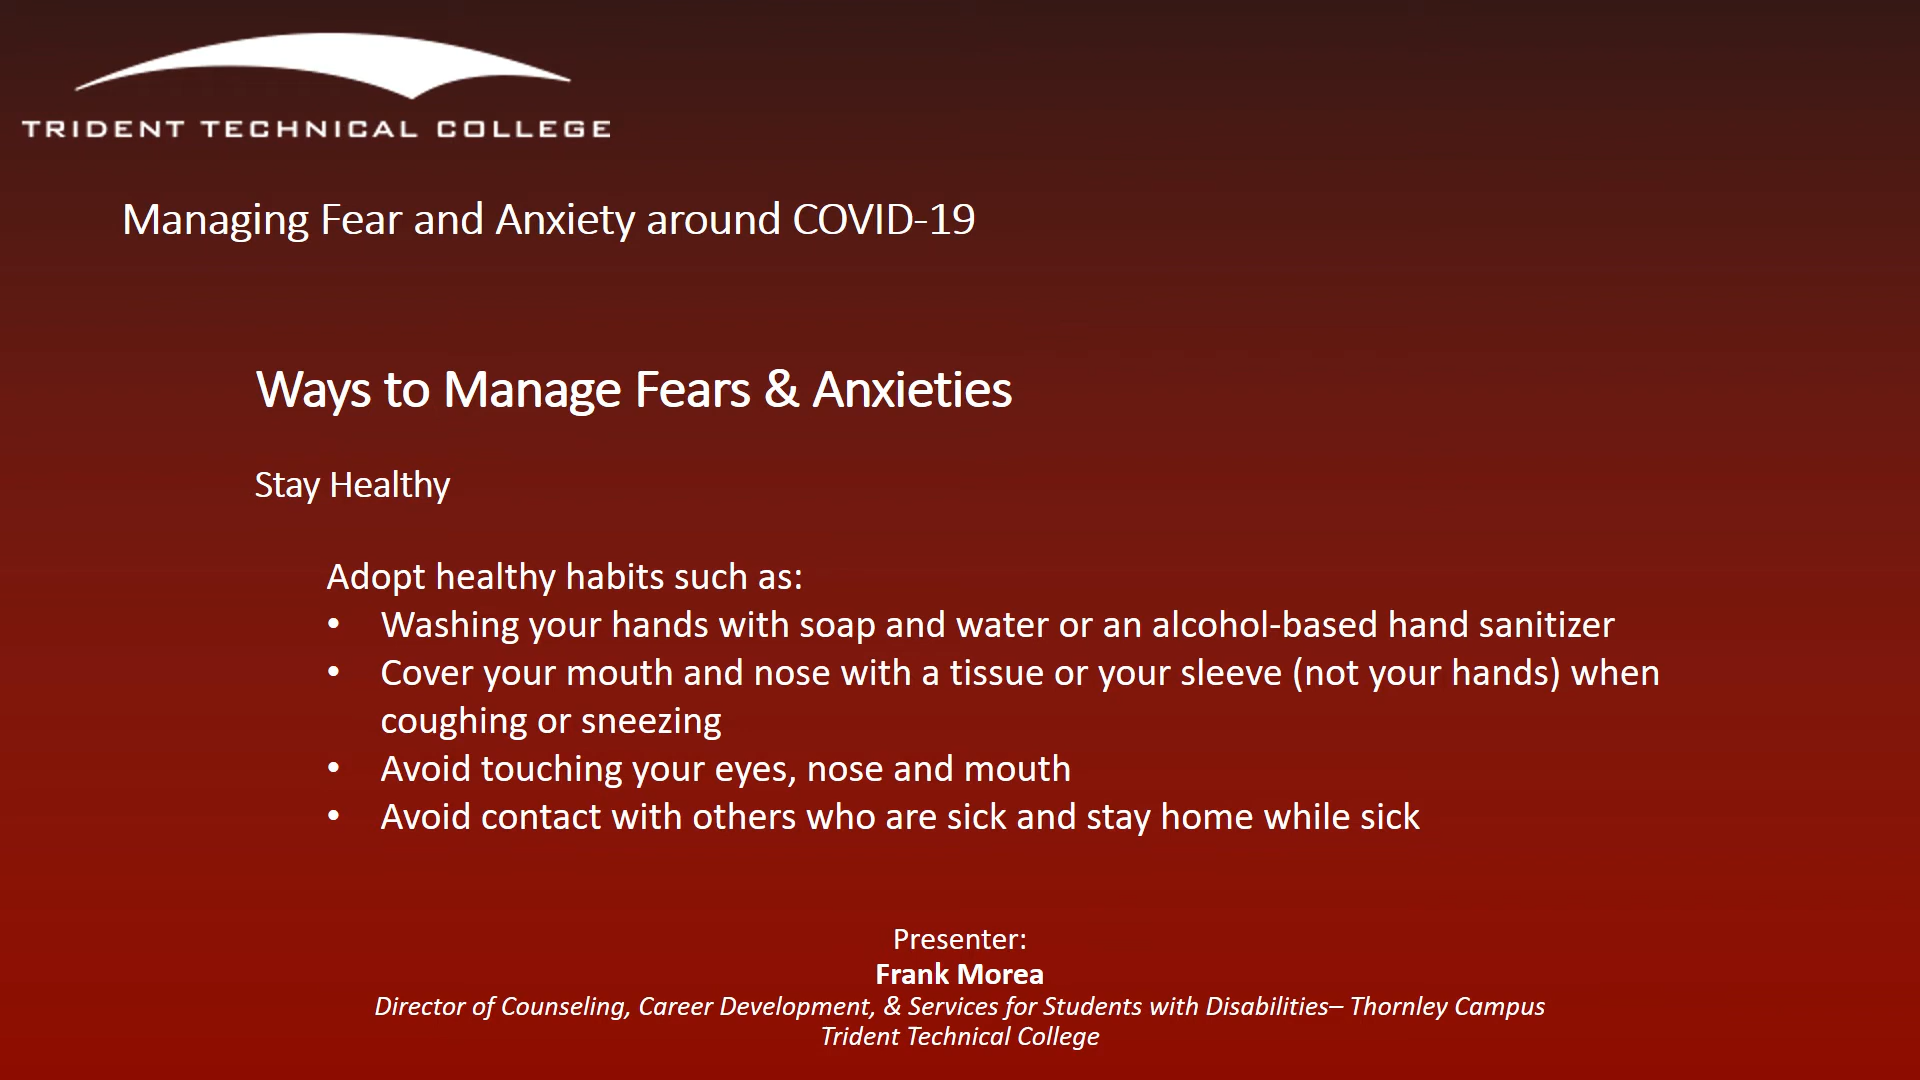 TRIDENT TECHNICAL COLLEGE
Managing Fear and Anxiety around COVID-19
Ways to Manage Fears & Anxieties
Stay Healthy
Adopt healthy habits such as:
• Washing your hands with soap and water or an alcohol-based hand sanitizer
• Cover your mouth and nose with a tissue or your sleeve (not your hands) when
coughing or sneezing
• Avoid touching your eyes, nose and mouth
• Avoid contact with others who are sick and stay home while sick
Presenter:
Frank Morea
Director of Counseling, Career Development, & Services for Students with Disabilities– Thornley Campus
Trident Technical College